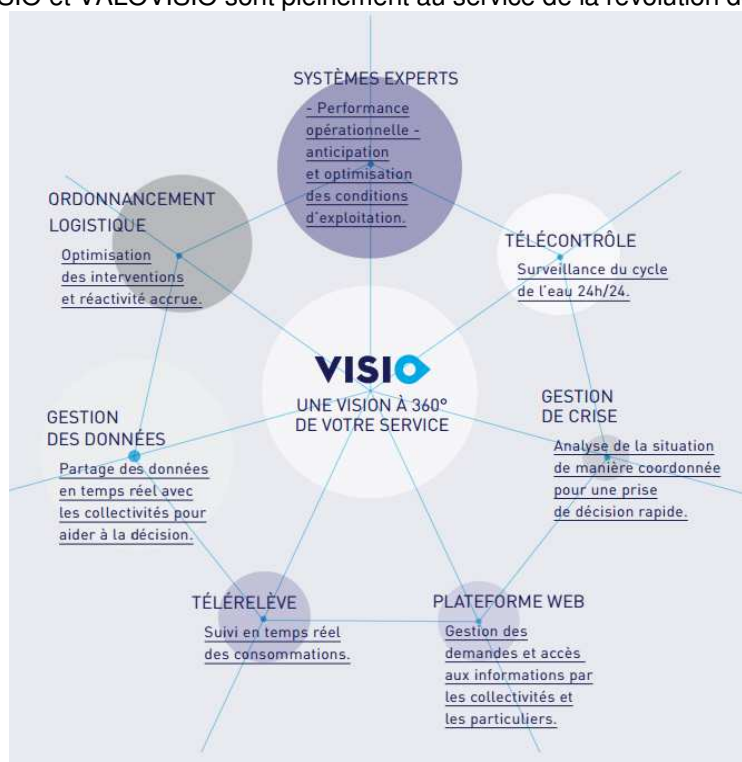 SIO et VALOVISIO sont pleinement au service de la révolution d
SYSTÈMES EXPERTS
- Performance
opérationnelle -
anticipation
et optimisation
des conditions
d'exploitation.
ORDONNANCEMENT
LOGISTIQUE
Optimisation
des interventions
et réactivité accrue.
TÉLÉCONTRÔLE
Surveillance du cycle
de l'eau 24h/24.
VISIO
UNE VISION À 360°
DE VOTRE SERVICE
GESTION
DES DONNÉES
Partage des données
en temps réel avec
les collectivités pour
aider à la décision.
GESTION
DE CRISE
Analyse de la situation
de manière coordonnée
pour une prise
de décision rapide.
TÉLÉRELÈVE
Suivi en temps réel
des consommations.
PLATEFORME WEB
Gestion des
demandes et accès
aux informations par
les collectivités et
les particuliers.